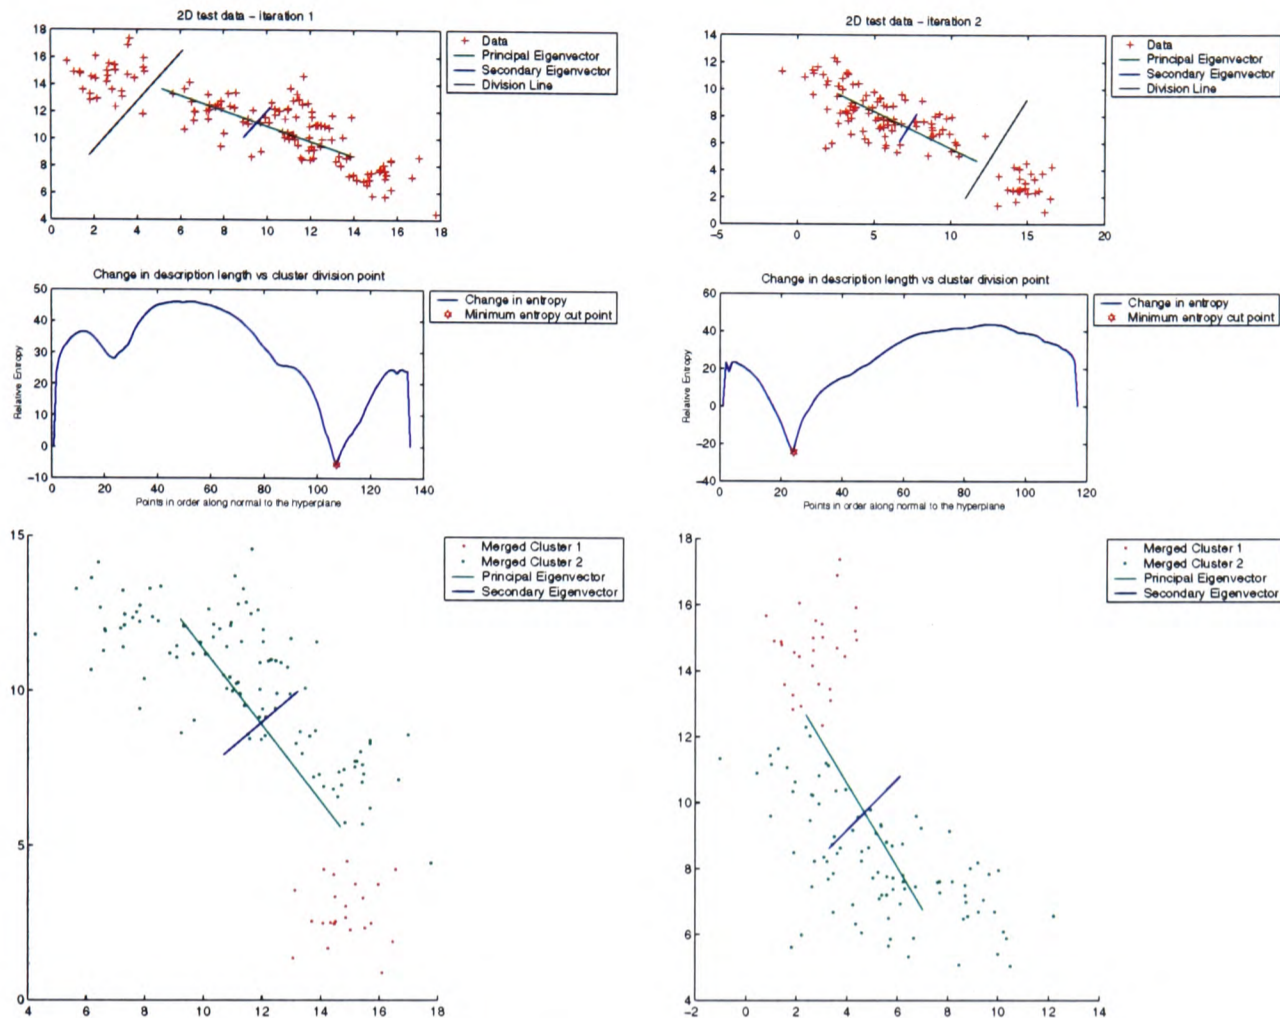 2D test data – iteration 1
18
16
14
12
10
8
6
4
0 2 4 6 8 10 12 14 16 18
Data
Principal Eigenvector
Secondary Eigenvector
Division Line
2D test data – iteration 2
14
12
10
8
6
4
2
0
-5 0 5 10 15 20
Data
Principal Eigenvector
Secondary Eigenvector
Division Line
Change in description length vs cluster division point
Relative Entropy
50
40
30
20
10
0
-10
0 20 40 60 80 100 120 140
Points in order along normal to the hyperplane
Change in entropy
Minimum entropy cut point
Change in description length vs cluster division point
Relative Entropy
60
40
20
0
-20
-40
0 20 40 60 80 100 120
Points in order along normal to the hyperplane
Change in entropy
Minimum entropy cut point
15
10
5
0
4 6 8 10 12 14 16 18
Merged Cluster 1
Merged Cluster 2
Principal Eigenvector
Secondary Eigenvector
18
16
14
12
10
8
6
4
-2 0 2 4 6 8 10 12 14
Merged Cluster 1
Merged Cluster 2
Principal Eigenvector
Secondary Eigenvector